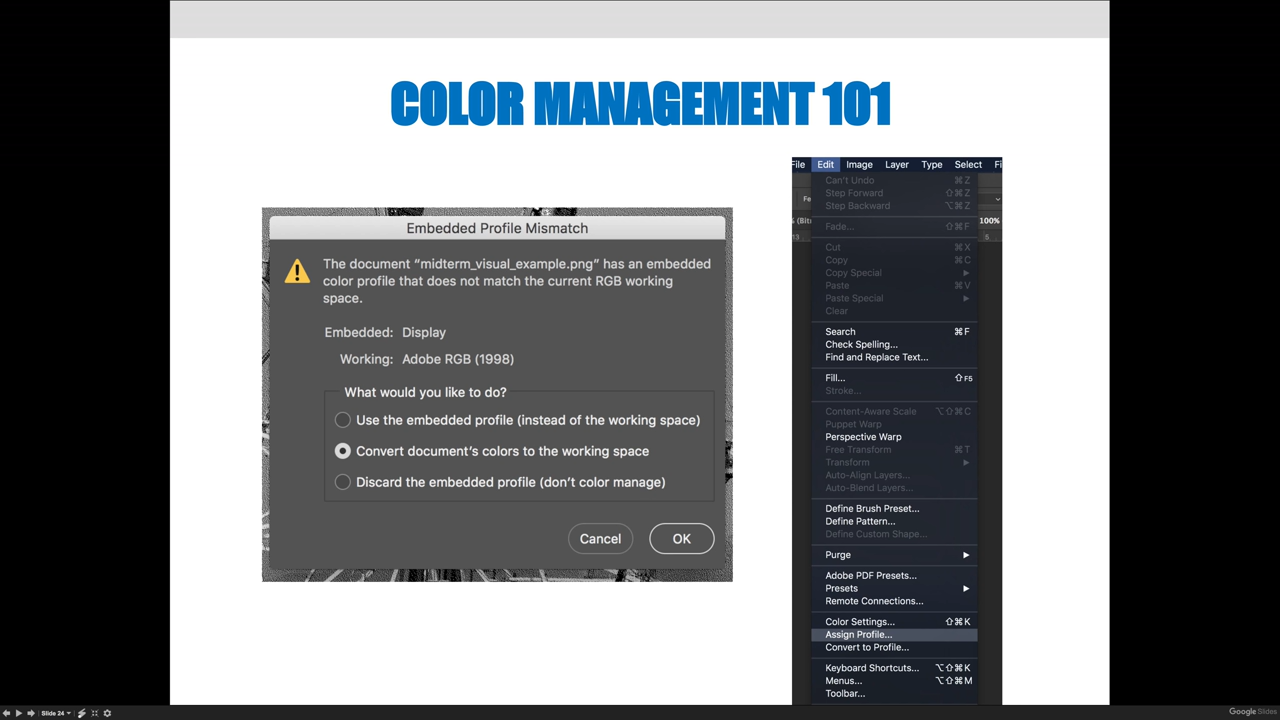 COLOR MANAGEMENT 101
Embedded Profile Mismatch
The document “midterm_visual_example.png” has an embedded
color profile that does not match the current RGB working
space.
Embedded: Display
Working: Adobe RGB (1998)
What would you like to do?
Use the embedded profile (instead of the working space)
Convert document’s colors to the working space
Discard the embedded profile (don’t color manage)
Cancel OK
File Edit Image Layer Type Select Fi
Can't Undo ⌘Z
Step Forward ⇧⌘Z
Step Backward ⌥⌘Z
Fe
% (Bit 100%
Fade... ⇧⌘F
13 5
Cut ⌘X
Copy ⌘C
Copy Special
Paste ⌘V
Paste Special
Clear
Search ⌘F
Check Spelling...
Find and Replace Text...
Fill... ⇧F5
Stroke...
Content-Aware Scale ⌥⇧⌘C
Puppet Warp
Perspective Warp
Free Transform ⌘T
Transform
Auto-Align Layers...
Auto-Blend Layers...
Define Brush Preset...
Define Pattern...
Define Custom Shape...
Purge
Adobe PDF Presets...
Presets
Remote Connections...
Color Settings... ⇧⌘K
Assign Profile...
Convert to Profile...
Keyboard Shortcuts... ⌥⇧⌘K
Menus... ⌥⇧⌘M
Toolbar...
Slide 24
Google Slides